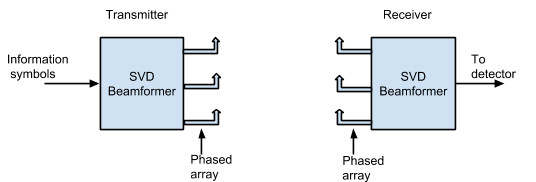 Transmitter
Receiver
Information
symbols
SVD
Beamformer
SVD
Beamformer
To
detector
Phased
array
Phased
array